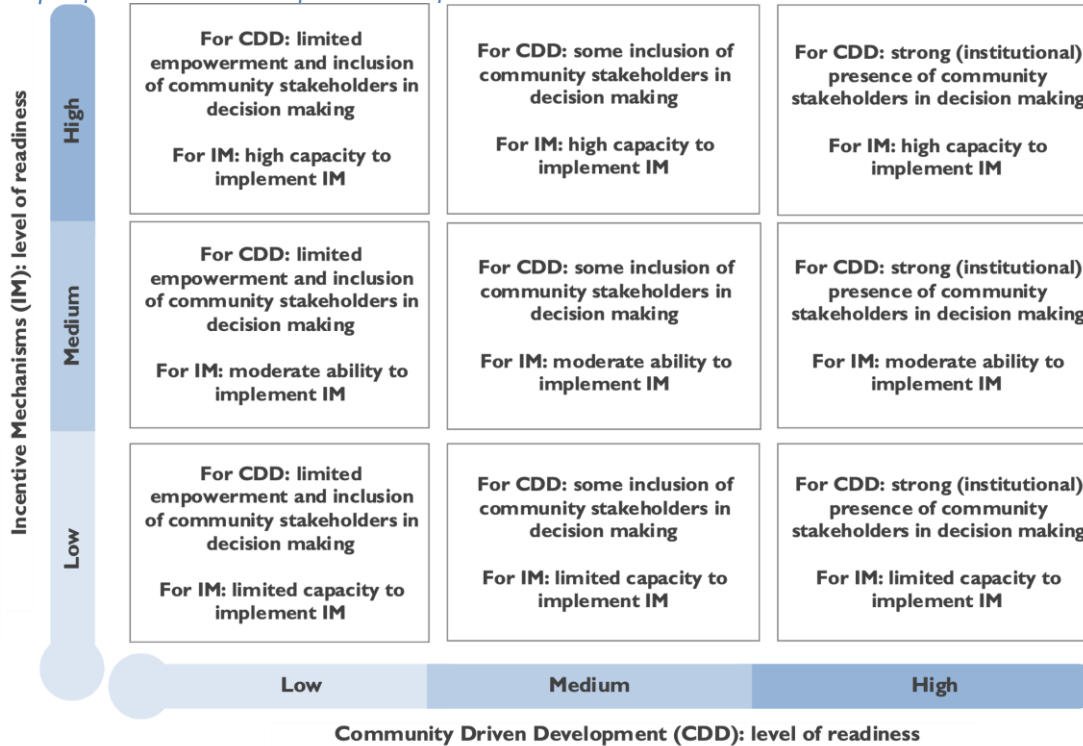 For CDD: limited
empowerment and inclusion
of community stakeholders in
decision making
For IM: high capacity to
implement IM
For CDD: some inclusion of
community stakeholders in
decision making
For IM: high capacity to
implement IM
For CDD: strong (institutional)
presence of community
stakeholders in decision making
For IM: high capacity to
implement IM
High
For CDD: limited
empowerment and inclusion
of community stakeholders in
decision making
For IM: moderate ability to
implement IM
For CDD: some inclusion of
community stakeholders in
decision making
For IM: moderate ability to
implement IM
For CDD: strong (institutional)
presence of community
stakeholders in decision making
For IM: moderate ability to
implement IM
Medium
Incentive Mechanisms (IM): level of readiness
For CDD: limited
empowerment and inclusion
of community stakeholders in
decision making
For IM: limited capacity to
implement IM
For CDD: some inclusion of
community stakeholders in
decision making
For IM: limited capacity to
implement IM
For CDD: strong (institutional)
presence of community
stakeholders in decision making
For IM: limited capacity to
implement IM
Low
Low
Medium
High
Community Driven Development (CDD): level of readiness